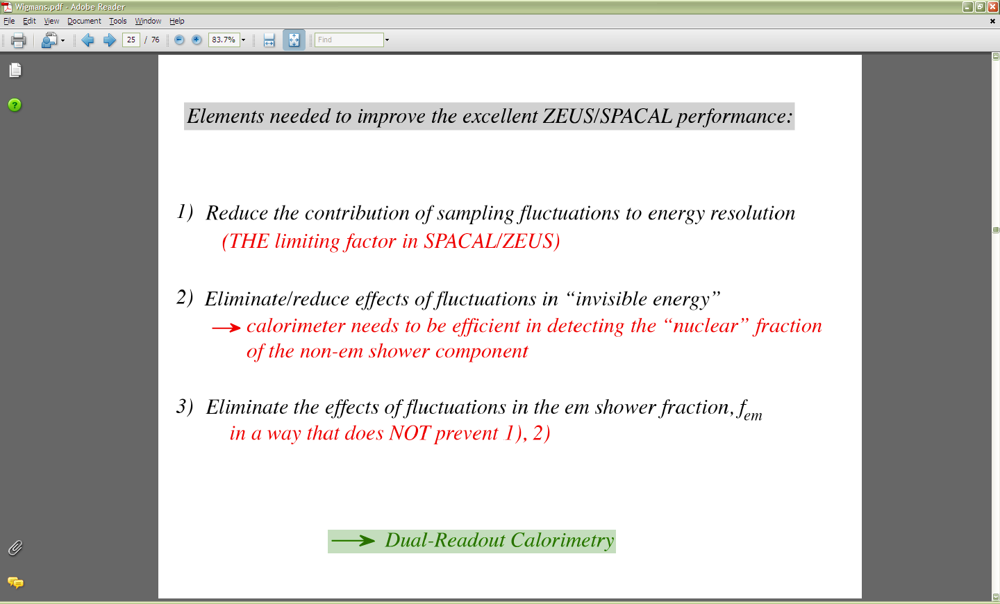 Wigmans.pdf - Adobe Reader
File Edit View Document Tools Window Help
25 / 76 83.7% Find
Elements needed to improve the excellent ZEUS/SPACAL performance:
1) Reduce the contribution of sampling fluctuations to energy resolution
(THE limiting factor in SPACAL/ZEUS)
2) Eliminate/reduce effects of fluctuations in “invisible energy”
calorimeter needs to be efficient in detecting the “nuclear” fraction
of the non-em shower component
3) Eliminate the effects of fluctuations in the em shower fraction, fem
in a way that does NOT prevent 1), 2)
Dual-Readout Calorimetry